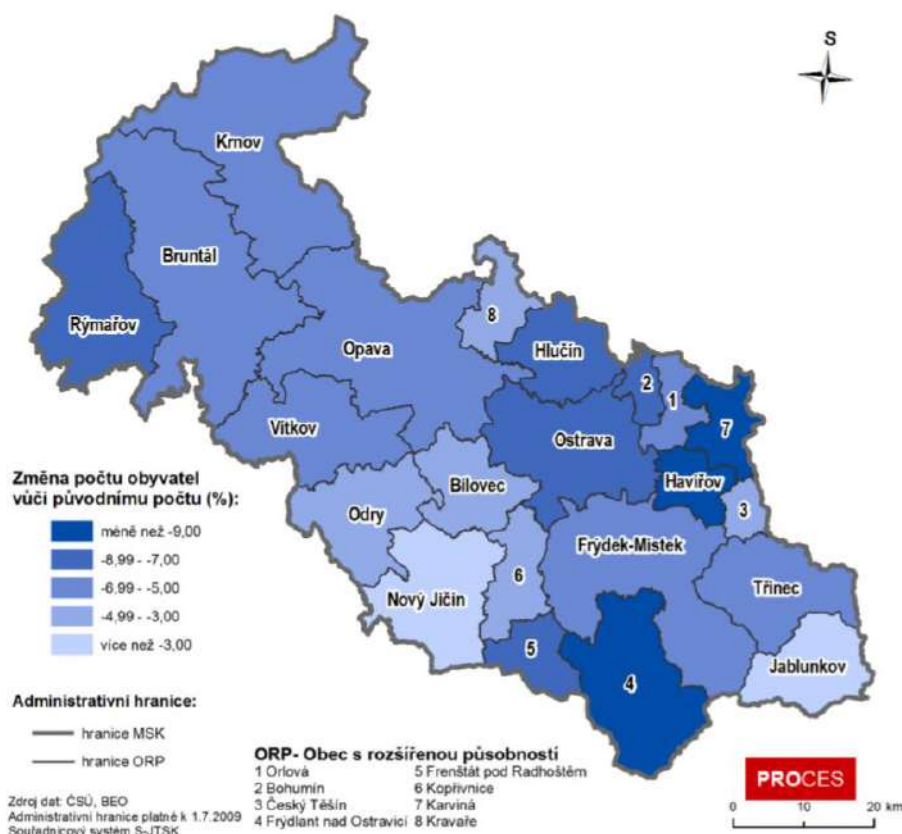 S
Krnov
Bruntál
Rýmařov
8
Opava
Hlučín
2
1
Vítkov
Ostrava
7
Změna počtu obyvatel
vůči původnímu počtu (%):
méně než -9,00
-8,99 - -7,00
-6,99 - -5,00
-4,99 - -3,00
více než -3,00
Bílovec
Havířov
Odry
3
Frýdek-Místek
6
Třinec
Nový Jičín
5
Jablunkov
4
Administrativní hranice:
hranice MSK
hranice ORP
ORP- Obec s rozšířenou působností
1 Orlová
2 Bohumín
3 Český Těšín
4 Frýdlant nad Ostravicí
5 Frenštát pod Radhoštěm
6 Kopřivnice
7 Karviná
8 Kravaře
PROCES
0 10 20 km
Zdroj dat: ČSÚ, BEO
Administrativní hranice platné k 1.7.2009
Souřadnicový systém S-JTSK